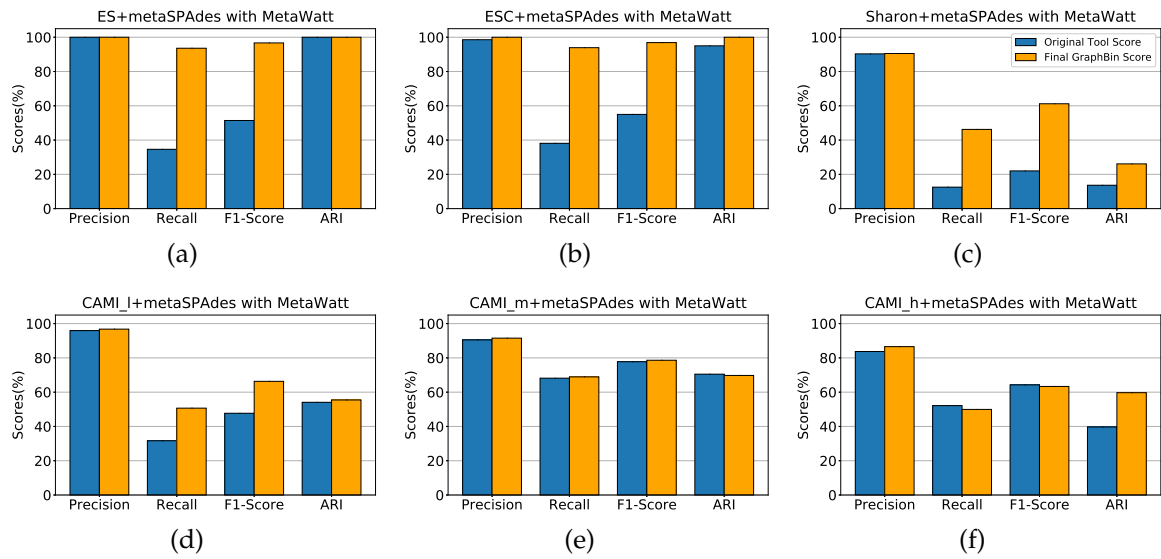 ES+metaSPAdes with MetaWatt
100
80
60
40
20
0
Scores(%)
Precision Recall F1-Score ARI
(a)
ESC+metaSPAdes with MetaWatt
100
80
60
40
20
0
Scores(%)
Precision Recall F1-Score ARI
(b)
Sharon+metaSPAdes with MetaWatt
Original Tool Score
Final GraphBin Score
100
80
60
40
20
0
Scores(%)
Precision Recall F1-Score ARI
(c)
CAMI_l+metaSPAdes with MetaWatt
100
80
60
40
20
0
Scores(%)
Precision Recall F1-Score ARI
(d)
CAMI_m+metaSPAdes with MetaWatt
100
80
60
40
20
0
Scores(%)
Precision Recall F1-Score ARI
(e)
CAMI_h+metaSPAdes with MetaWatt
100
80
60
40
20
0
Scores(%)
Precision Recall F1-Score ARI
(f)